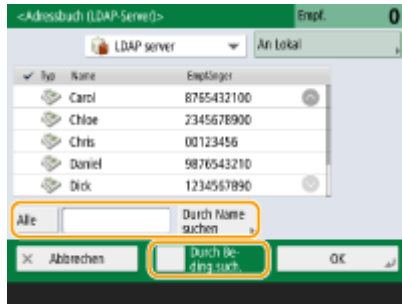 <Adressbuch (LDAP-Server)> Empf. 0
LDAP server An Lokal
Typ Name Empfänger
Carol 8765432100
Chloe 2345678900
Chris 00123456
Daniel 9876543210
Dick 1234567890
Alle Durch Name
suchen
Abbrechen Durch Be-
ding such. OK